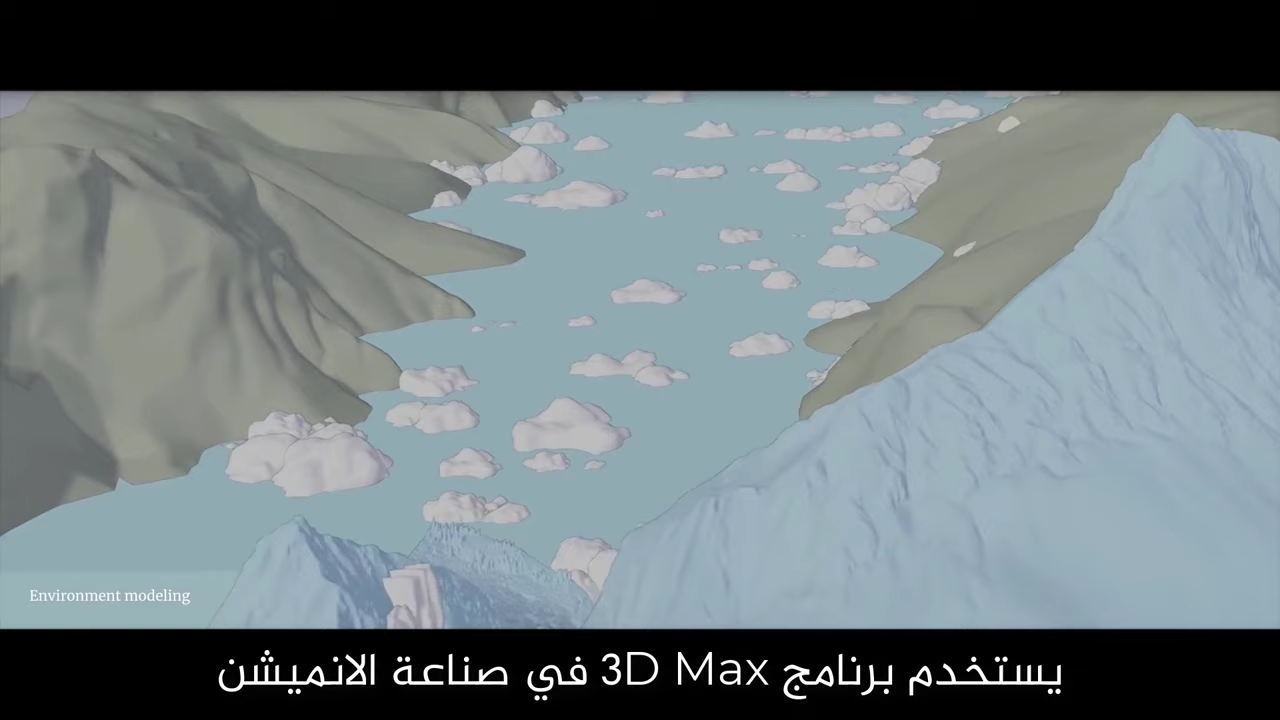 Environment modeling
يستخدم برنامج 3D Max في صناعة الانميشن